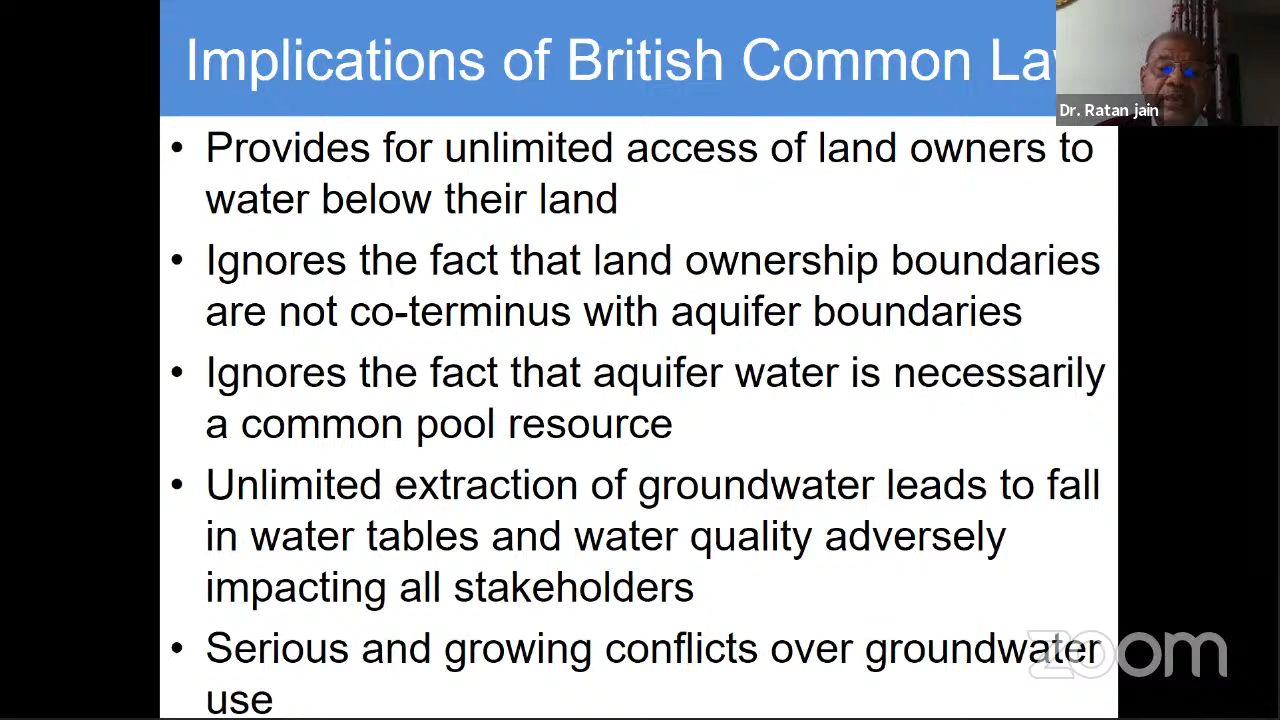 Implications of British Common Law
Dr. Ratan jain
• Provides for unlimited access of land owners to
water below their land
• Ignores the fact that land ownership boundaries
are not co-terminus with aquifer boundaries
• Ignores the fact that aquifer water is necessarily
a common pool resource
• Unlimited extraction of groundwater leads to fall
in water tables and water quality adversely
impacting all stakeholders
• Serious and growing conflicts over groundwater
use
zoom